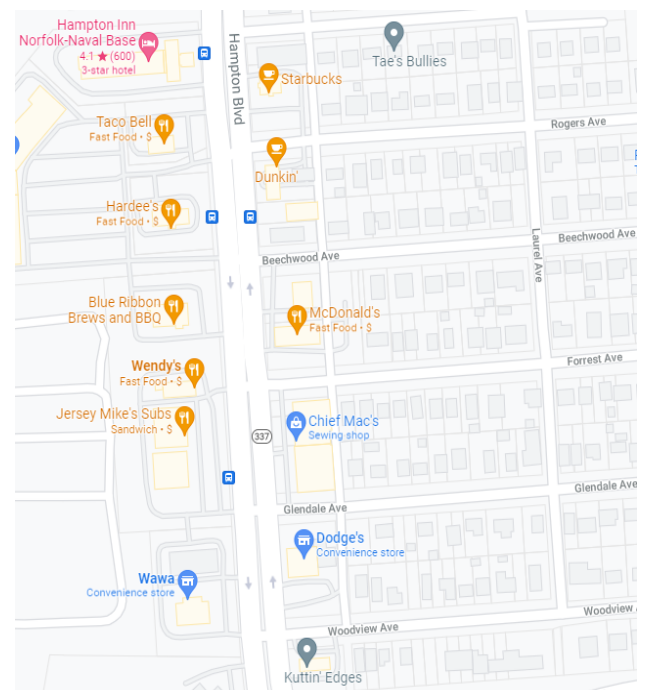 Hampton Inn
Norfolk-Naval Base
4.1 ★ (600)
3-star hotel
Hampton Blvd
Tae's Bullies
Starbucks
Taco Bell
Fast Food • $
Rogers Ave
Dunkin'
Hardee's
Fast Food • $
Beechwood Ave
Laurel Ave
Beechwood Ave
Blue Ribbon
Brews and BBQ
McDonald's
Fast Food • $
Wendy's
Fast Food • $
Forrest Ave
Jersey Mike's Subs
Sandwich • $
Chief Mac's
Sewing shop
337
Glendale Ave
Glendale Ave
Dodge's
Convenience store
Wawa
Convenience store
Woodview Ave
Woodview
Kuttin' Edges